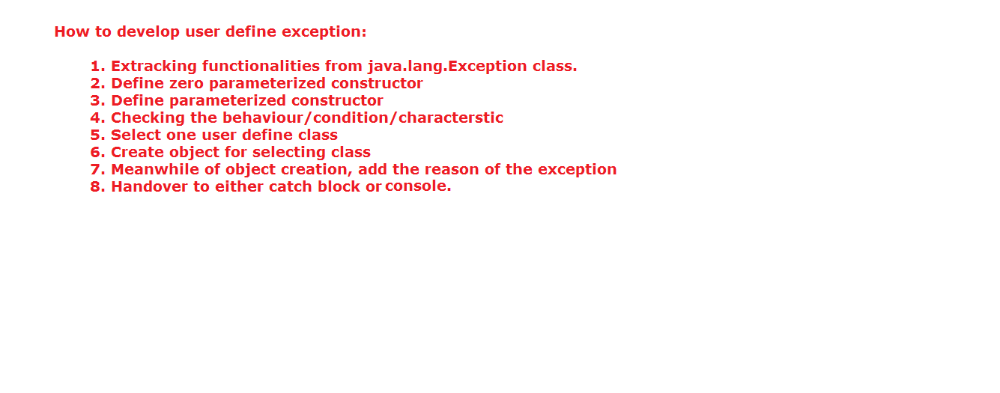 How to develop user define exception:
1. Extracking functionalities from java.lang.Exception class.
2. Define zero parameterized constructor
3. Define parameterized constructor
4. Checking the behaviour/condition/characterstic
5. Select one user define class
6. Create object for selecting class
7. Meanwhile of object creation, add the reason of the exception
8. Handover to either catch block or console.